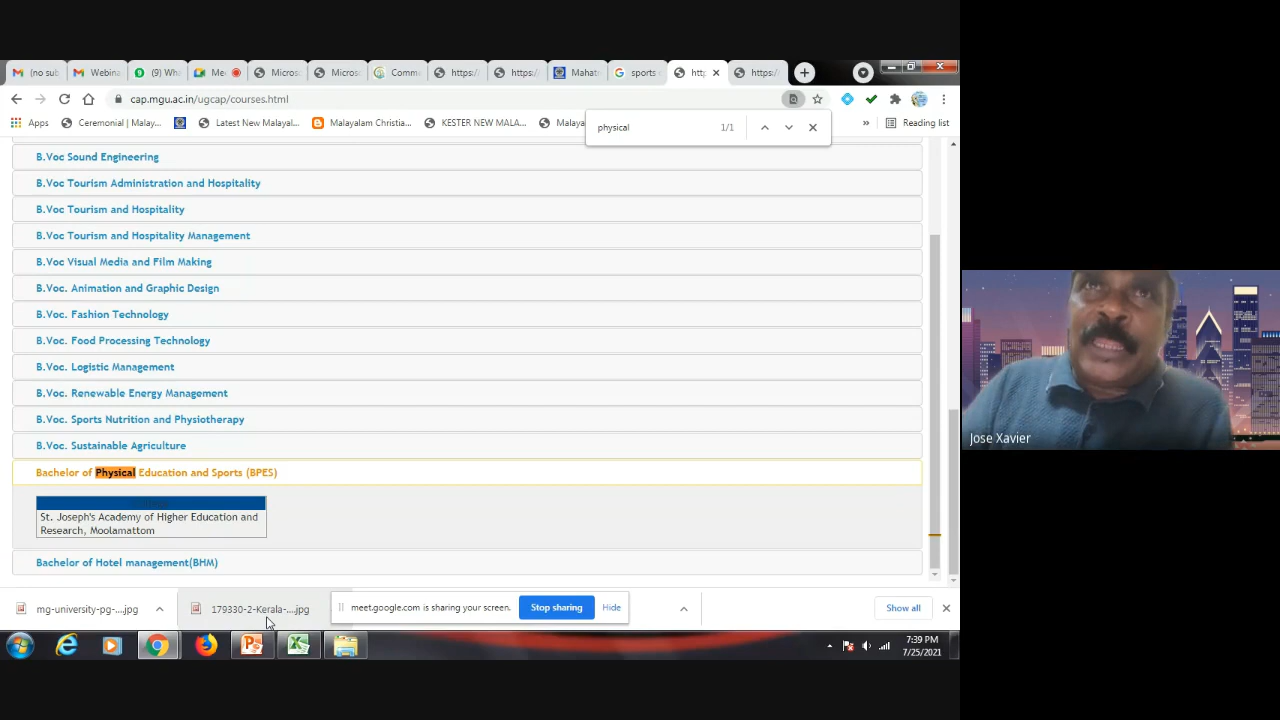 (no sub
Webina
(9) Wha
Mee
Micros
Micros
Comm
https:/
https:/
Mahat
sports
http
https:/
cap.mgu.ac.in/ugcap/courses.html
Apps
Ceremonial | Malay...
Latest New Malayal...
Malayalam Christia...
KESTER NEW MALA...
Malaya
»
Reading list
physical
1/1
B.Voc Sound Engineering
B.Voc Tourism Administration and Hospitality
B.Voc Tourism and Hospitality
B.Voc Tourism and Hospitality Management
B.Voc Visual Media and Film Making
B.Voc. Animation and Graphic Design
B.Voc. Fashion Technology
B.Voc. Food Processing Technology
B.Voc. Logistic Management
B.Voc. Renewable Energy Management
B.Voc. Sports Nutrition and Physiotherapy
B.Voc. Sustainable Agriculture
Bachelor of Physical Education and Sports (BPES)
St. Joseph's Academy of Higher Education and
Research, Moolamattom
Bachelor of Hotel management(BHM)
mg-university-pg-....jpg
179330-2-Kerala-....jpg
meet.google.com is sharing your screen.
Stop sharing
Hide
Show all
7:39 PM
7/25/2021
Jose Xavier